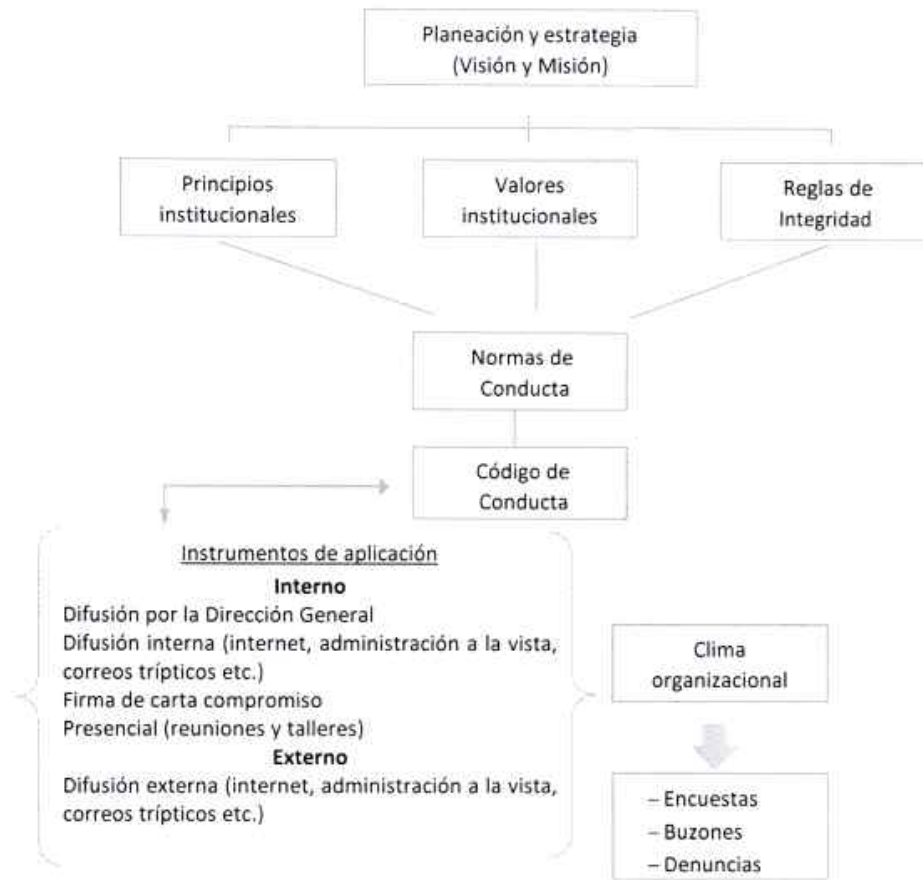 Planeación y estrategia
(Visión y Misión)
Principios
institucionales
Valores
institucionales
Reglas de
Integridad
Normas de
Conducta
Código de
Conducta
Instrumentos de aplicación
Interno
Difusión por la Dirección General
Difusión interna (internet, administración a la vista,
correos trípticos etc.)
Firma de carta compromiso
Presencial (reuniones y talleres)
Externo
Difusión externa (internet, administración a la vista,
correos trípticos etc.)
Clima
organizacional
– Encuestas
– Buzones
– Denuncias